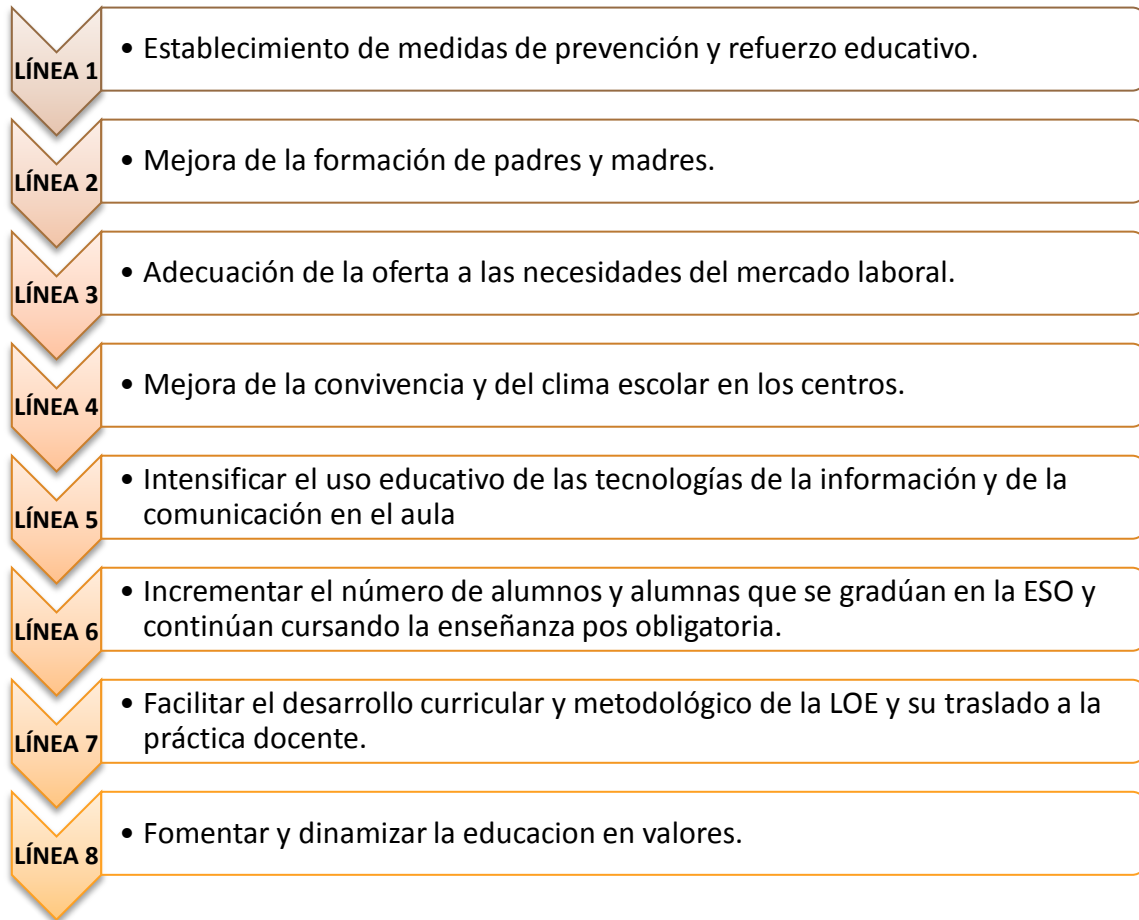 LÍNEA 1
• Establecimiento de medidas de prevención y refuerzo educativo.
LÍNEA 2
• Mejora de la formación de padres y madres.
LÍNEA 3
• Adecuación de la oferta a las necesidades del mercado laboral.
LÍNEA 4
• Mejora de la convivencia y del clima escolar en los centros.
LÍNEA 5
• Intensificar el uso educativo de las tecnologías de la información y de la
comunicación en el aula
LÍNEA 6
• Incrementar el número de alumnos y alumnas que se gradúan en la ESO y
continúan cursando la enseñanza pos obligatoria.
LÍNEA 7
• Facilitar el desarrollo curricular y metodológico de la LOE y su traslado a la
práctica docente.
LÍNEA 8
• Fomentar y dinamizar la educacion en valores.